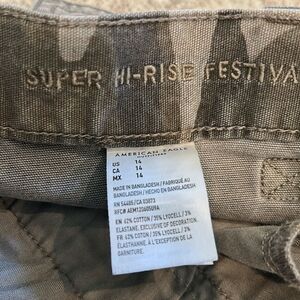 SUPER HI-RISE FESTIVA
AMERICAN EAGLE
US 14
CA 14
MX 14
MADE IN BANGLADESH / FABRIQUÉ AU
BANGLADESH / HECHO EN BANGLADESH
RN 54485/CA 03873
EN 62% COTTON / 35% LYOCELL / 3%
ELASTANE. EXCLUSIVE OF DECORATION.
FR 62% COTON / 35% LYOCELL / 3%
ÉLASTHANNE. À L'EXCEPTION DE LA
GARNITURE.